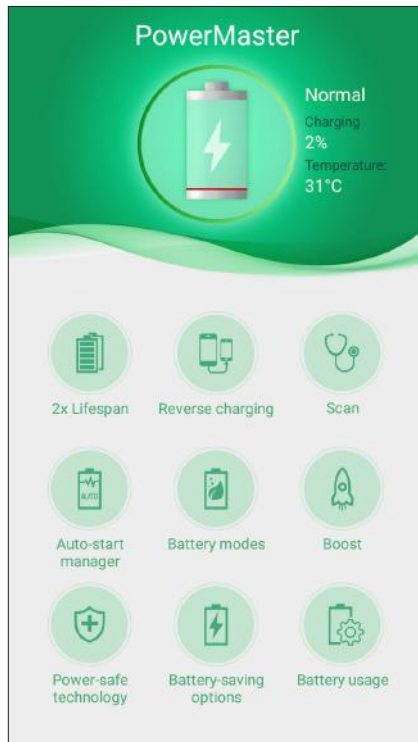 PowerMaster
Normal
Charging
2%
Temperature:
31°C
2x Lifespan
Reverse charging
Scan
AUTO
Auto-start
manager
Battery modes
Boost
Power-safe
technology
Battery-saving
options
Battery usage